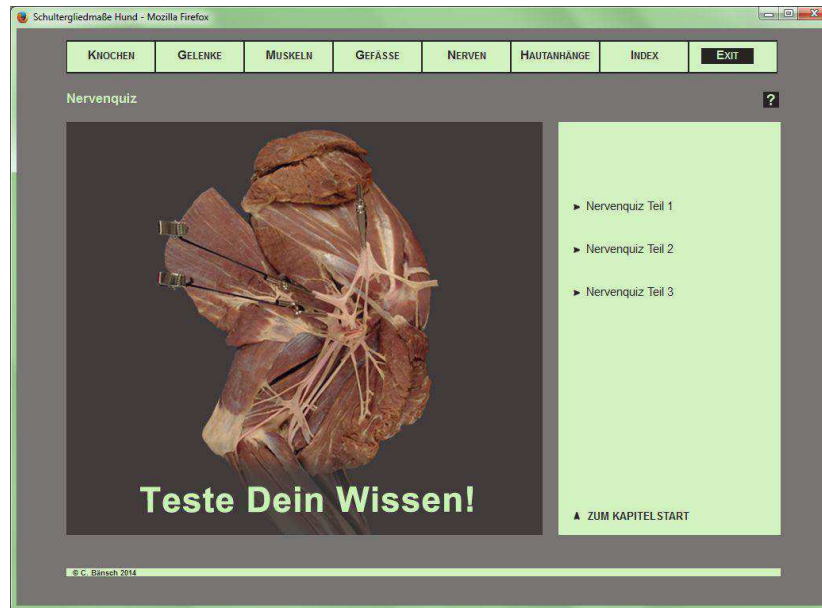 Schultergliedmaße Hund - Mozilla Firefox
KNOCHEN GELENKE MUSKELN GEFÄSSE NERVEN HAUTANHÄNGE INDEX EXIT
Nervenquiz ?
► Nervenquiz Teil 1
► Nervenquiz Teil 2
► Nervenquiz Teil 3
Teste Dein Wissen!
▲ ZUM KAPITELSTART
© C. Bänsch 2014